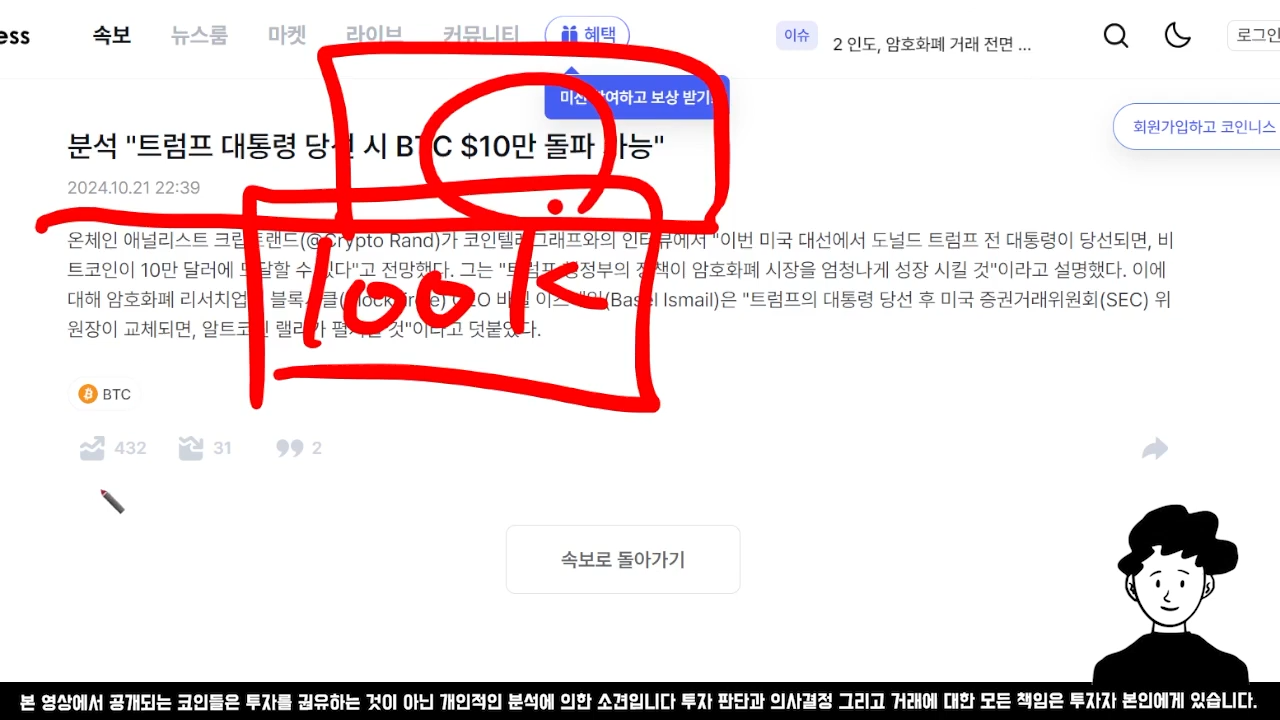 ess 속보 뉴스룸 마켓 라이브 커뮤니티 혜택 이슈 2 인도, 암호화폐 거래 전면 ... 로그인
미션 참여하고 보상 받기!
회원가입하고 코인니스
분석 "트럼프 대통령 당선 시 BTC $10만 돌파 가능"
2024.10.21 22:39
온체인 애널리스트 크립토랜드(@Crypto Rand)가 코인텔레그래프와의 인터뷰에서 "이번 미국 대선에서 도널드 트럼프 전 대통령이 당선되면, 비
트코인이 10만 달러에 도달할 수 있다"고 전망했다. 그는 "트럼프 행정부의 정책이 암호화폐 시장을 엄청나게 성장 시킬 것"이라고 설명했다. 이에
대해 암호화폐 리서치업체 블록서클(Blockcircle) CEO 바질 이스마일(Basel Ismail)은 "트럼프의 대통령 당선 후 미국 증권거래위원회(SEC) 위
원장이 교체되면, 알트코인 랠리가 펼쳐질 것"이라고 덧붙였다.
100K
BTC
432 31 2
속보로 돌아가기
본 영상에서 공개되는 코인들은 투자를 권유하는 것이 아닌 개인적인 분석에 의한 소견입니다 투자 판단과 의사결정 그리고 거래에 대한 모든 책임은 투자자 본인에게 있습니다.